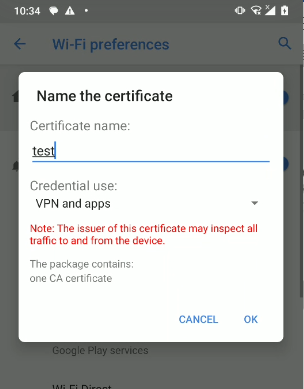 10:34
Wi-Fi preferences
Name the certificate
Certificate name:
test
Credential use:
VPN and apps
Note: The issuer of this certificate may inspect all
traffic to and from the device.
The package contains:
one CA certificate
CANCEL OK
Google Play services
Wi-Fi Direct